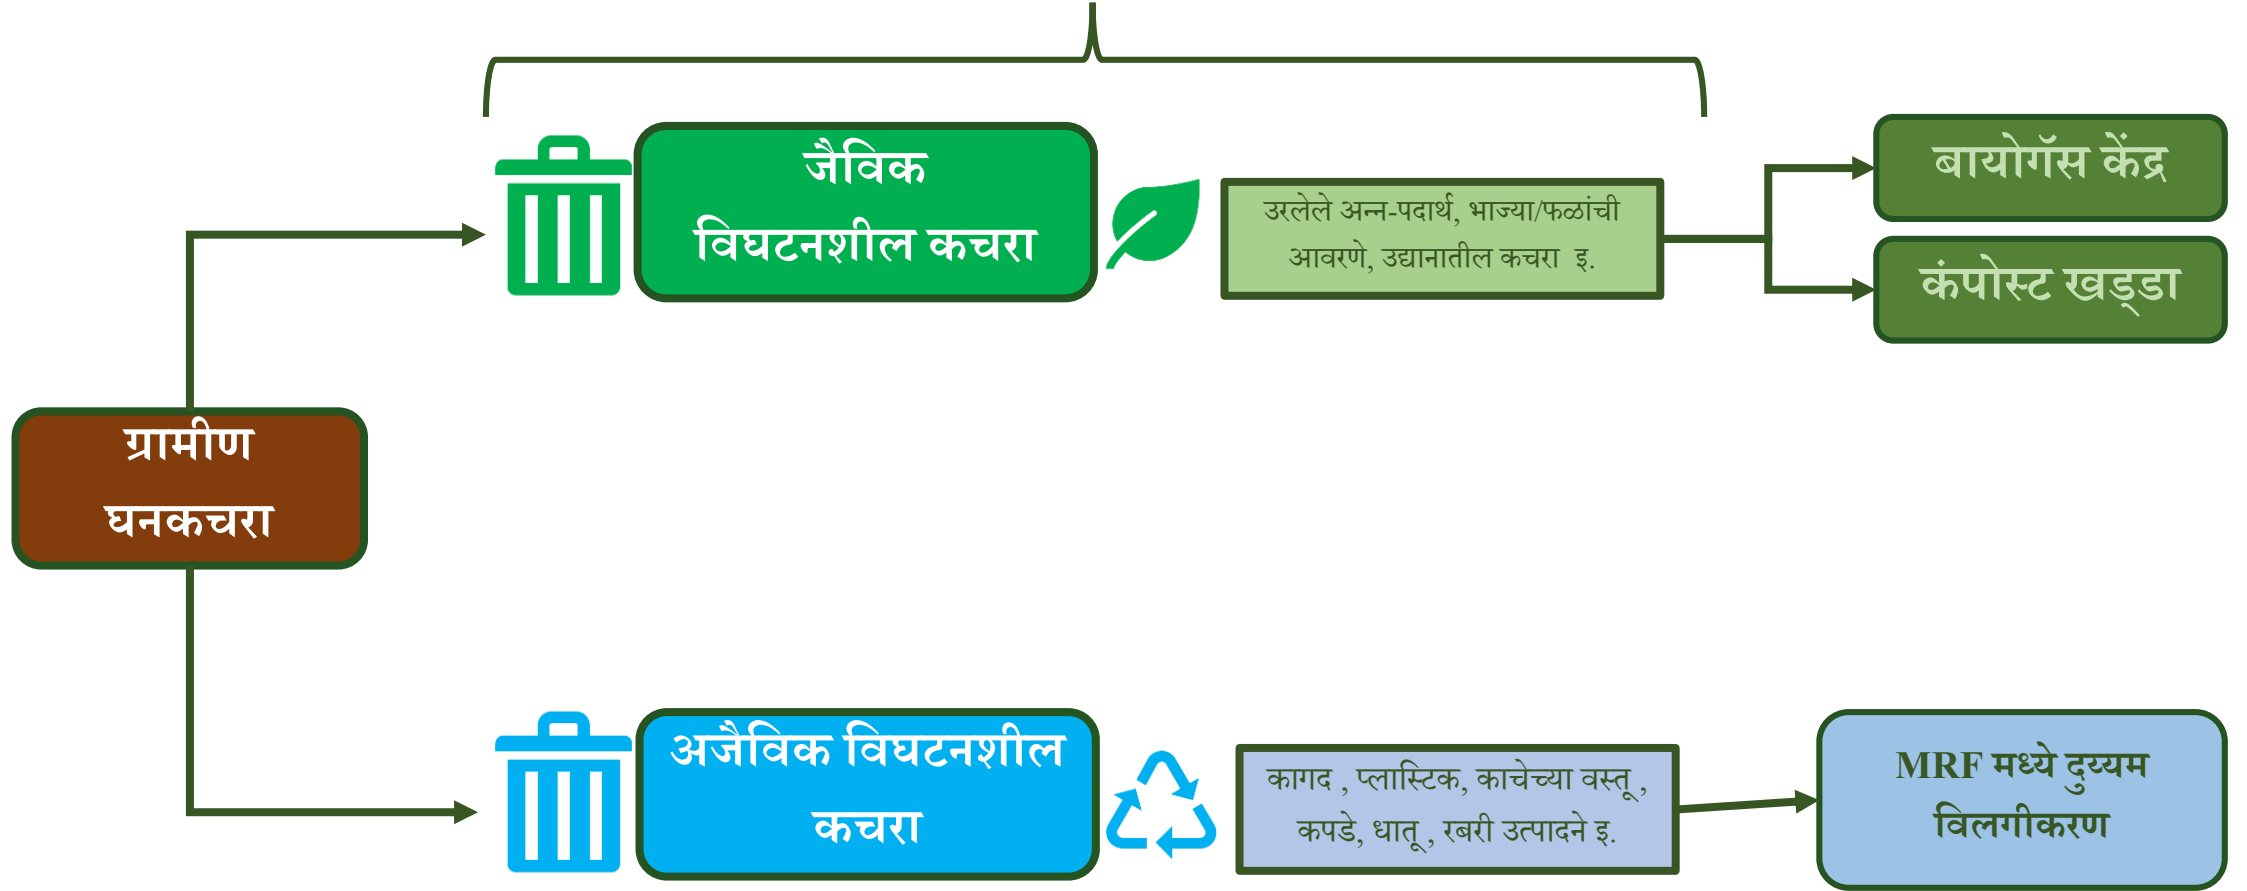 ग्रामीण
घनकचरा
जैविक
विघटनशील कचरा
उरलेले अन्न-पदार्थ, भाज्या/फळांची
आवरणे, उद्यानातील कचरा इ.
बायोगॅस केंद्र
कंपोस्ट खड्डा
अजैविक विघटनशील
कचरा
कागद , प्लास्टिक, काचेच्या वस्तू ,
कपडे, धातू , रबरी उत्पादने इ.
MRF मध्ये दुय्यम
विलगीकरण